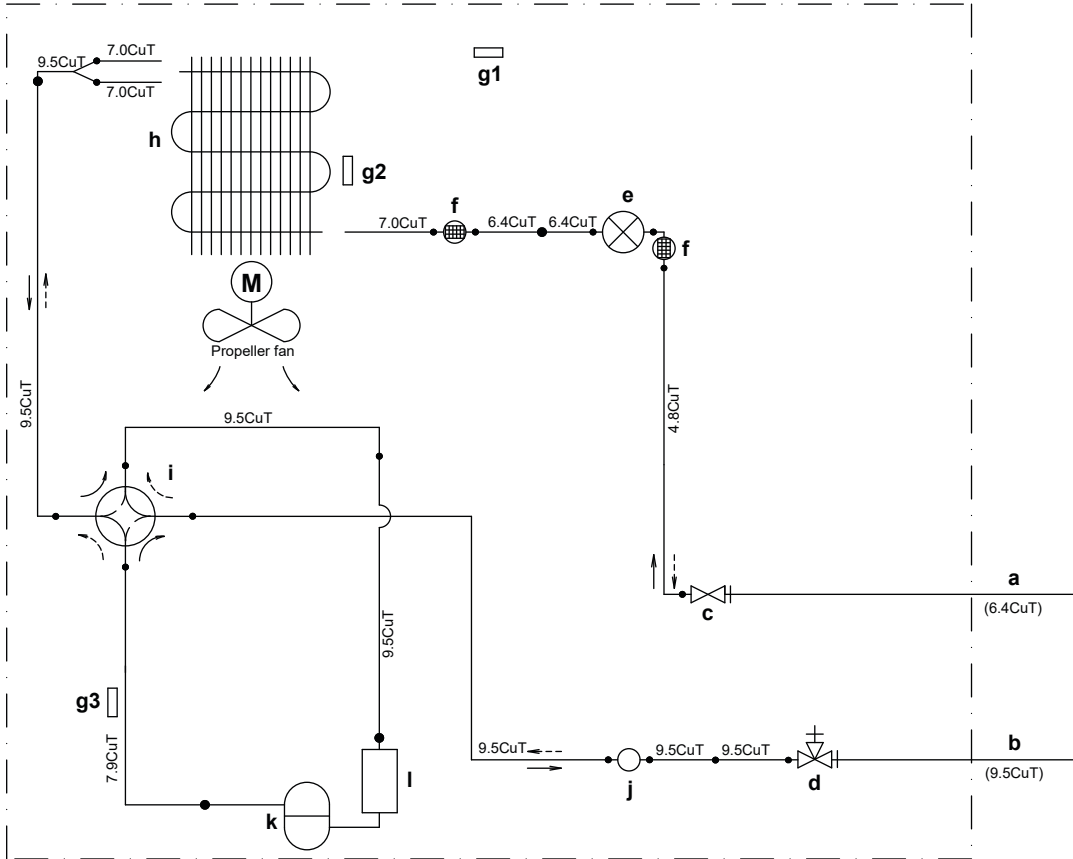 7.0CuT
9.5CuT
7.0CuT
g1
h
g2
e
f
7.0CuT
6.4CuT
6.4CuT
f
M
Propeller fan
9.5CuT
4.8CuT
9.5CuT
i
a
(6.4CuT)
c
9.5CuT
g3
7.9CuT
9.5CuT
9.5CuT
9.5CuT
b
(9.5CuT)
l
j
d
k